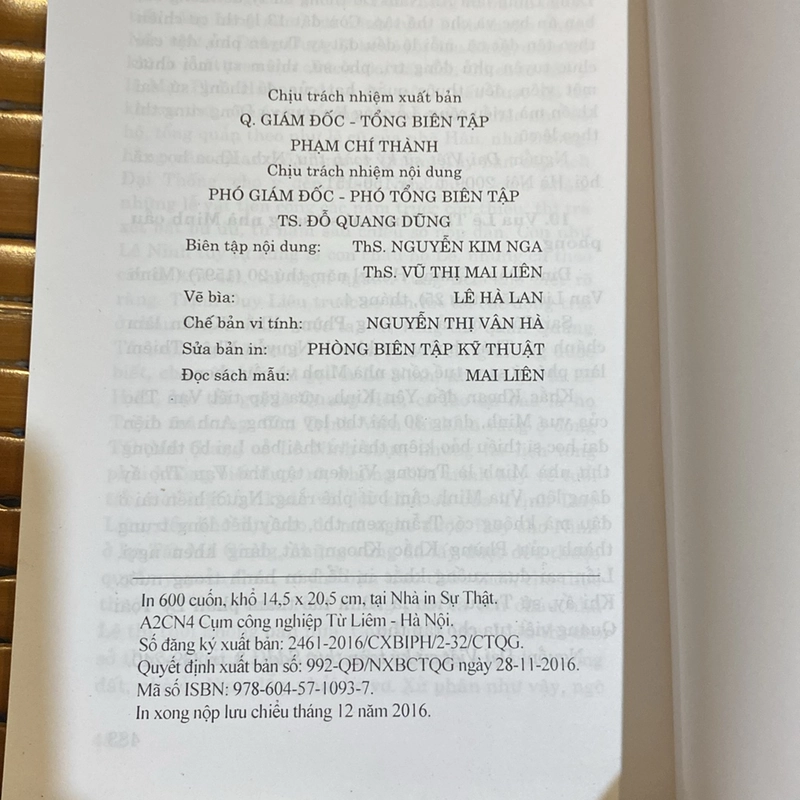 Chịu trách nhiệm xuất bản
Q. GIÁM ĐỐC - TỔNG BIÊN TẬP
PHẠM CHÍ THÀNH
Chịu trách nhiệm nội dung
PHÓ GIÁM ĐỐC - PHÓ TỔNG BIÊN TẬP
TS. ĐỖ QUANG DŨNG
Biên tập nội dung: ThS. NGUYỄN KIM NGA
ThS. VŨ THỊ MAI LIÊN
Vẽ bìa: LÊ HÀ LAN
Chế bản vi tính: NGUYỄN THỊ VÂN HÀ
Sửa bản in: PHÒNG BIÊN TẬP KỸ THUẬT
Đọc sách mẫu: MAI LIÊN
In 600 cuốn, khổ 14,5 x 20,5 cm, tại Nhà in Sự Thật.
A2CN4 Cụm công nghiệp Từ Liêm - Hà Nội.
Số đăng ký xuất bản: 2461-2016/CXBIPH/2-32/CTQG.
Quyết định xuất bản số: 992-QĐ/NXBCTQG ngày 28-11-2016.
Mã số ISBN: 978-604-57-1093-7.
In xong nộp lưu chiểu tháng 12 năm 2016.